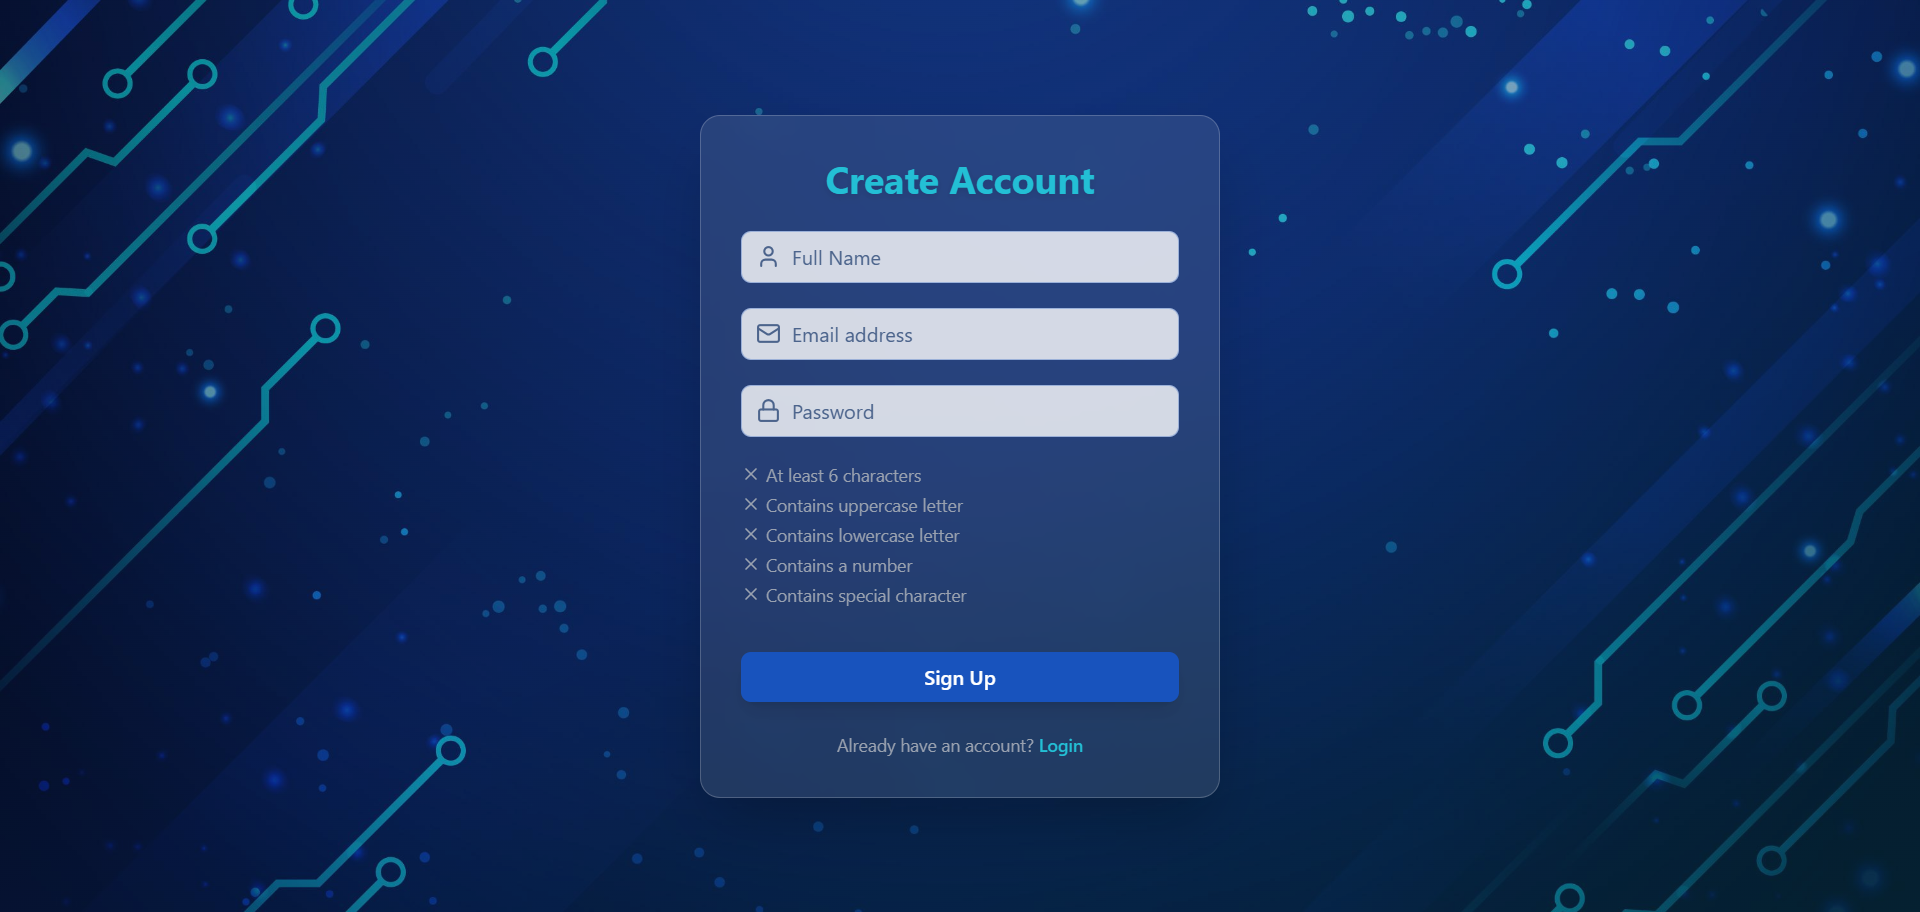 Create Account
Full Name
Email address
Password
At least 6 characters
Contains uppercase letter
Contains lowercase letter
Contains a number
Contains special character
Sign Up
Already have an account? Login